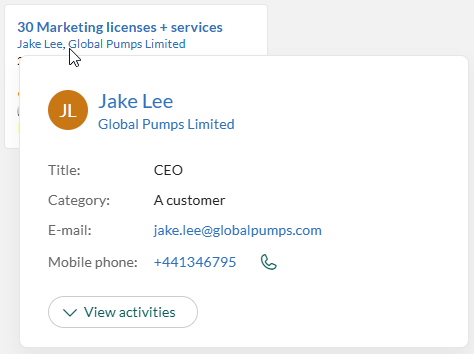 30 Marketing licenses + services
Jake Lee, Global Pumps Limited
JL
Jake Lee
Global Pumps Limited
Title: CEO
Category: A customer
E-mail: jake.lee@globalpumps.com
Mobile phone: +441346795
View activities